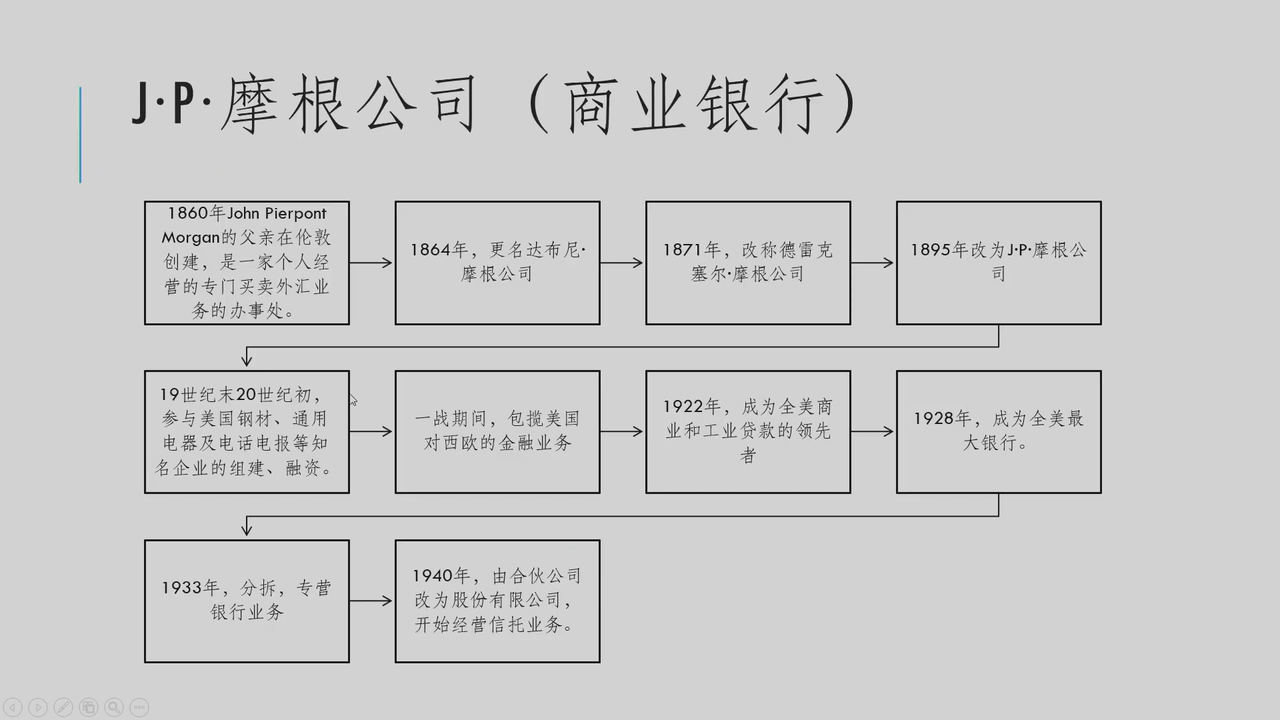 J·P·摩根公司（商业银行）
1860年John Pierpont
Morgan的父亲在伦敦
创建，是一家个人经
营的专门买卖外汇业
务的办事处。
1864年，更名达布尼·
摩根公司
1871年，改称德雷克
塞尔·摩根公司
1895年改为J·P·摩根公
司
19世纪末20世纪初，
参与美国钢材、通用
电器及电话电报等知
名企业的组建、融资。
一战期间，包揽美国
对西欧的金融业务
1922年，成为全美商
业和工业贷款的领先
者
1928年，成为全美最
大银行。
1933年，分拆，专营
银行业务
1940年，由合伙公司
改为股份有限公司，
开始经营信托业务。